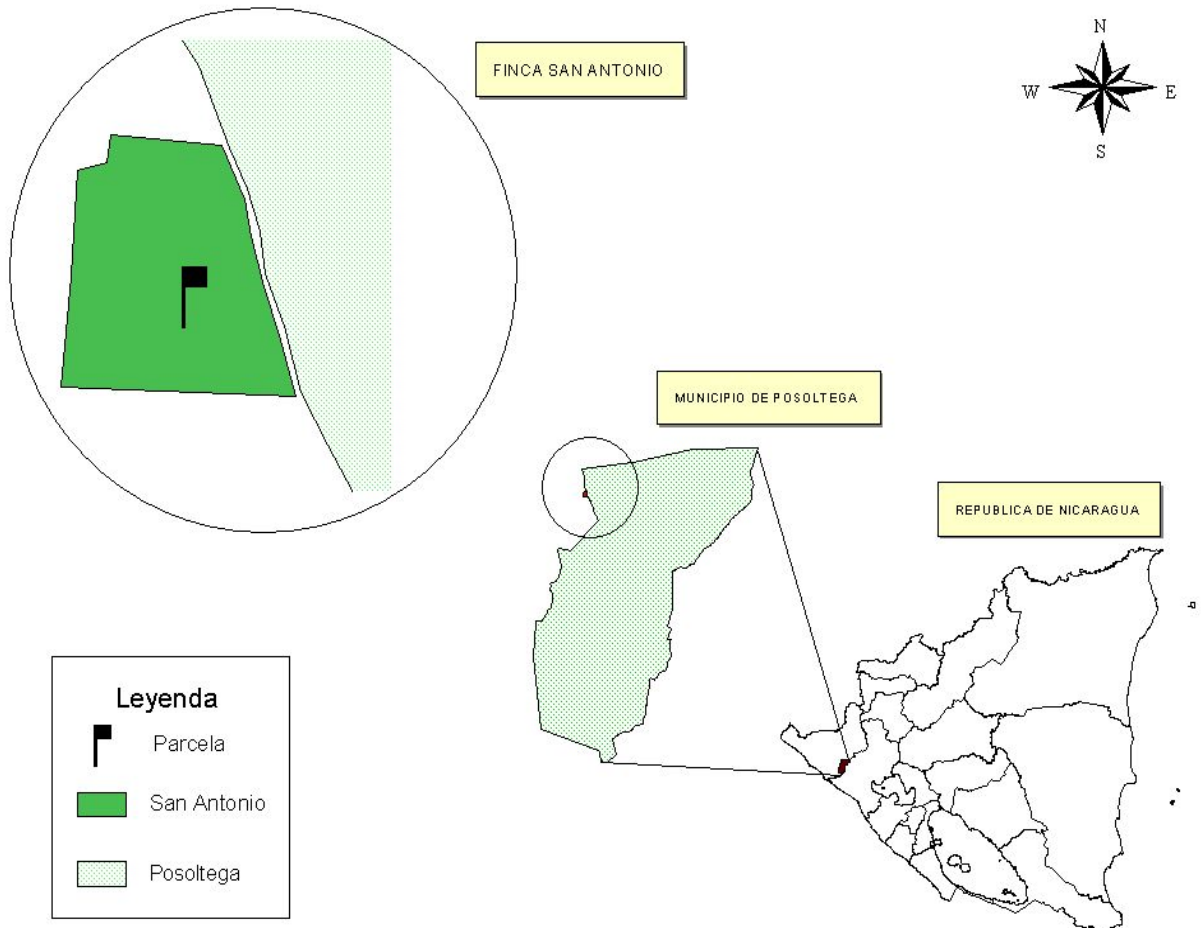 FINCA SAN ANTONIO
N
W
E
S
MUNICIPIO DE POSOLTEGA
REPUBLICA DE NICARAGUA
Leyenda
Parcela
San Antonio
Posoltega